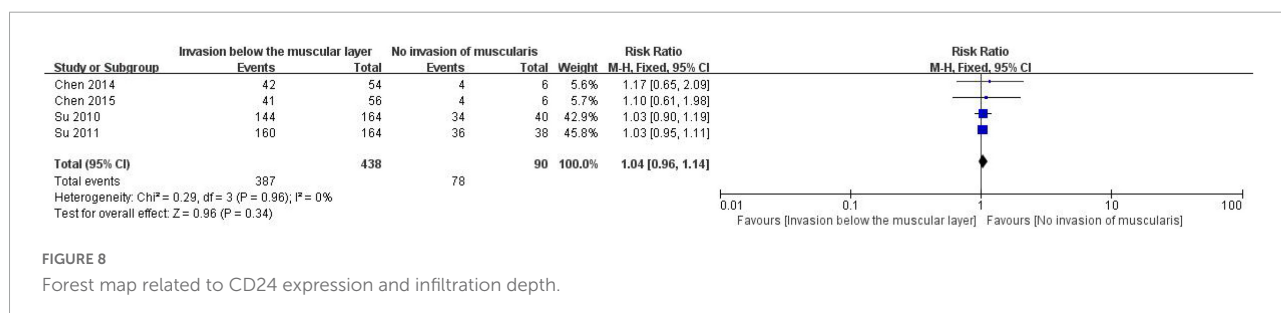 Invasion below the muscular layer No invasion of muscularis Risk Ratio Risk Ratio
Study or Subgroup Events Total Events Total Weight M-H, Fixed, 95% CI M-H, Fixed, 95% CI
Chen 2014 42 54 4 6 5.6% 1.17 [0.65, 2.09]
Chen 2015 41 56 4 6 5.7% 1.10 [0.61, 1.98]
Su 2010 144 164 34 40 42.9% 1.03 [0.90, 1.19]
Su 2011 160 164 36 38 45.8% 1.03 [0.95, 1.11]
Total (95% CI) 438 90 100.0% 1.04 [0.96, 1.14]
Total events 387 78
Heterogeneity: Chi² = 0.29, df = 3 (P = 0.96); I² = 0%
Test for overall effect: Z = 0.96 (P = 0.34)
0.01 0.1 1 10 100
Favours [Invasion below the muscular layer] Favours [No invasion of muscularis]
FIGURE 8
Forest map related to CD24 expression and infiltration depth.